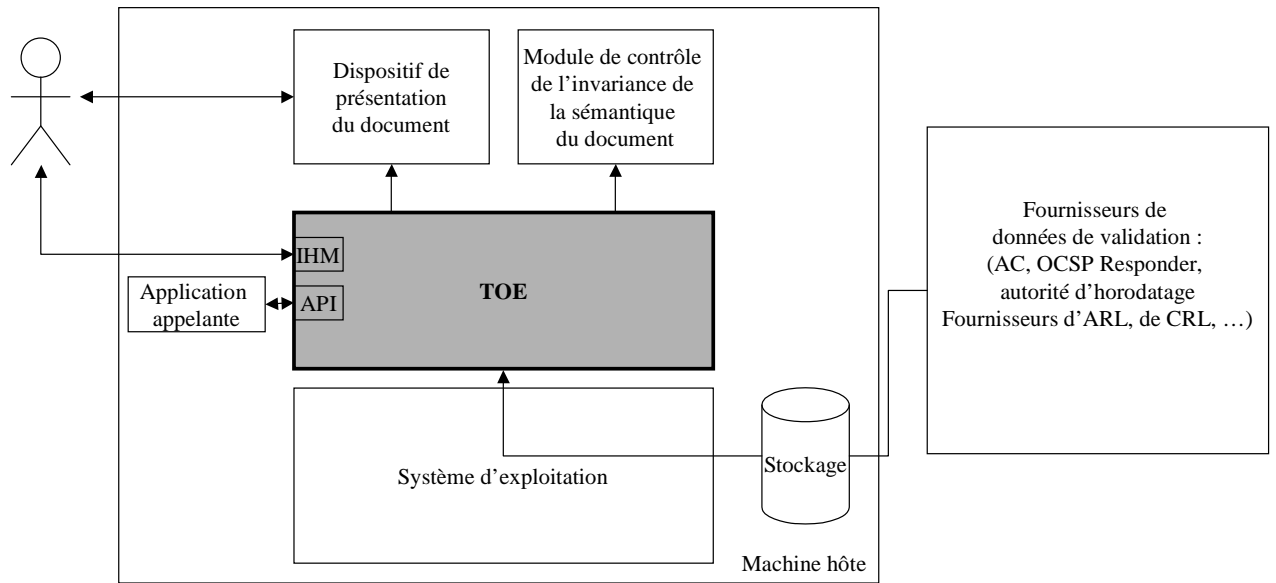 Dispositif de
présentation
du document
Module de contrôle
de l’invariance de
la sémantique
du document
IHM
API
TOE
Application
appelante
Fournisseurs de
données de validation :
(AC, OCSP Responder,
autorité d’horodatage
Fournisseurs d’ARL, de CRL, …)
Système d’exploitation
Stockage
Machine hôte